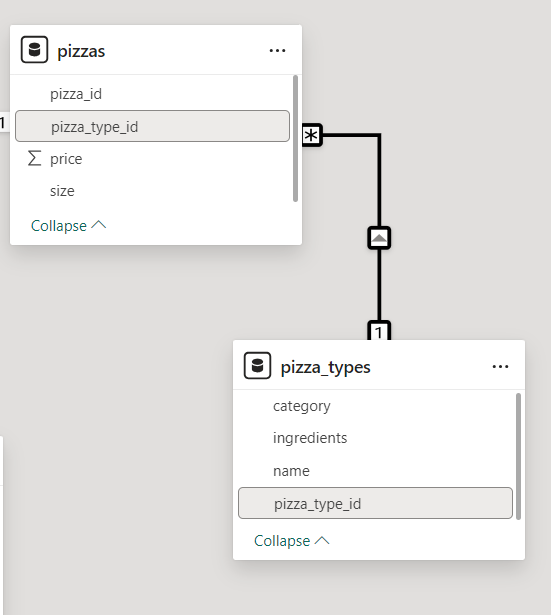 pizzas
pizza_id
1
pizza_type_id
*
Σ price
size
Collapse
1
pizza_types
category
ingredients
name
pizza_type_id
Collapse